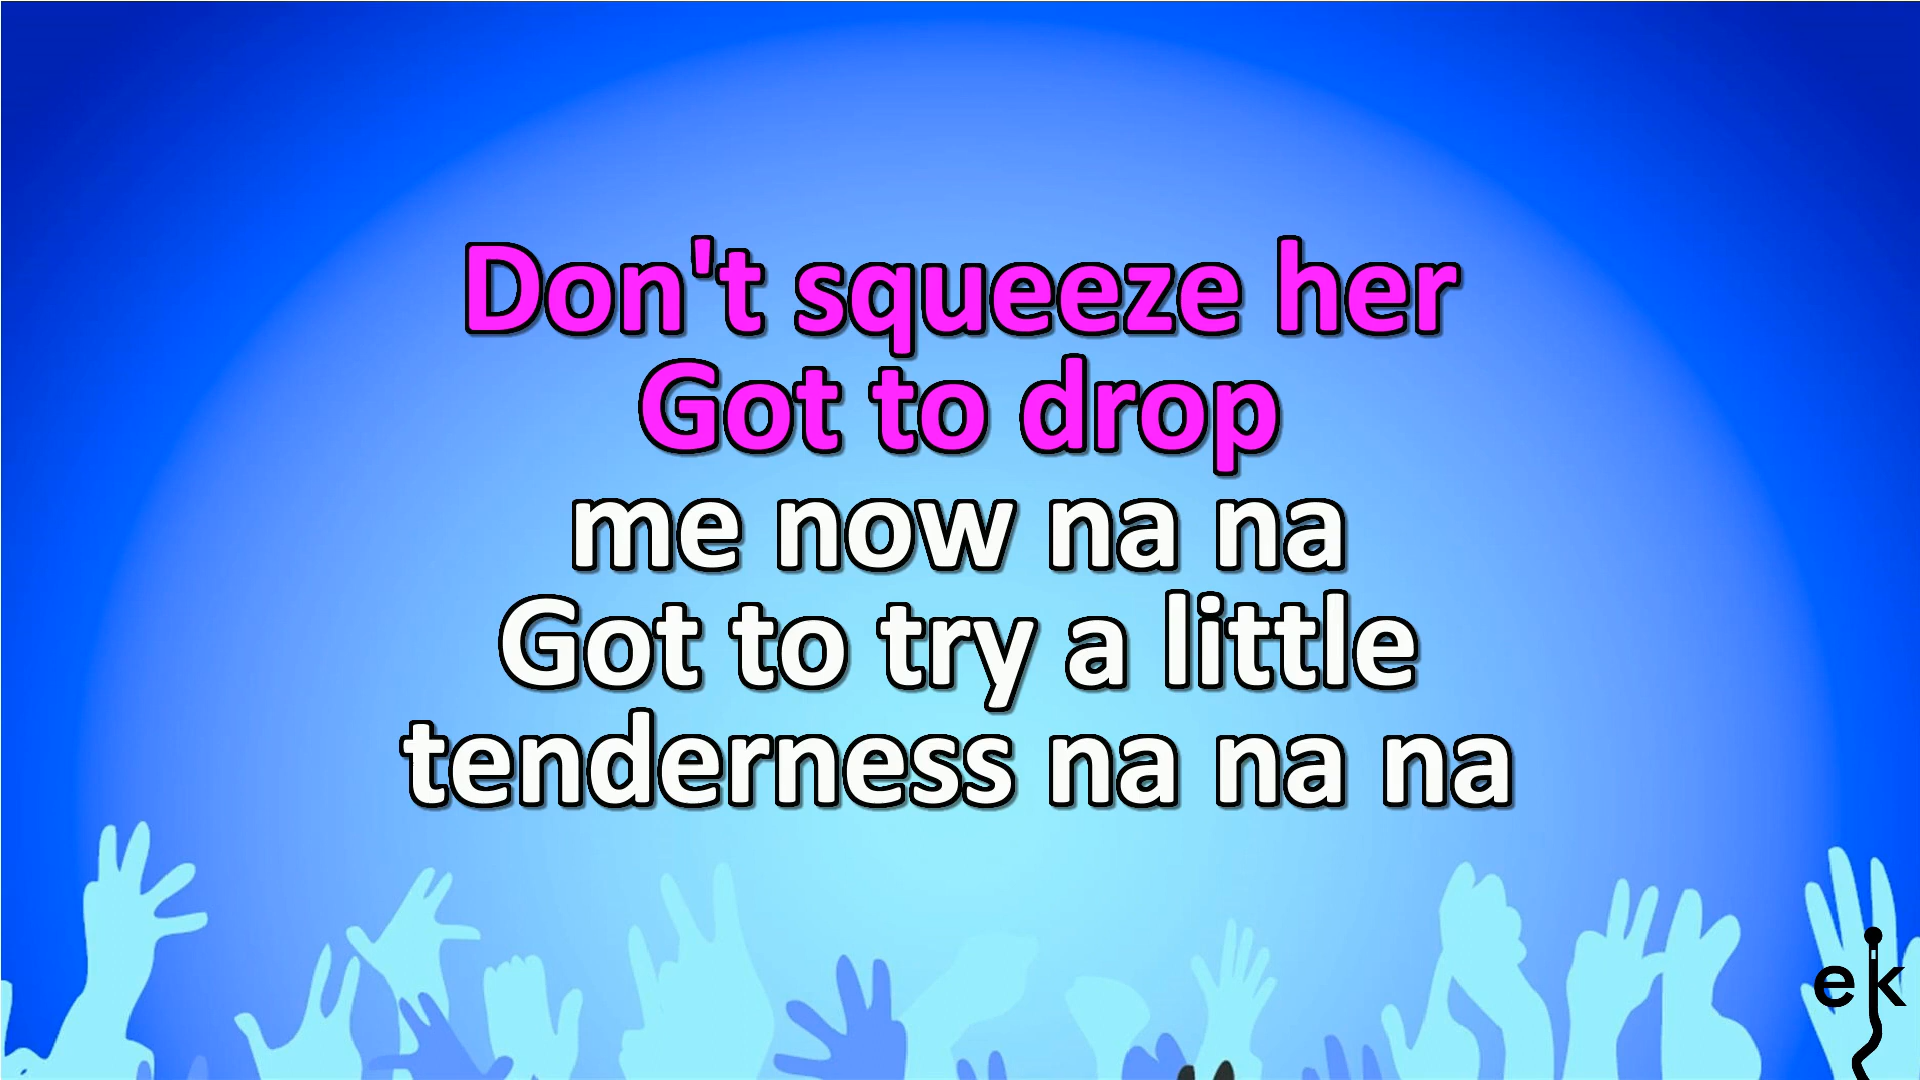 Don't squeeze her
Got to drop
me now na na
Got to try a little
tenderness na na na
ek